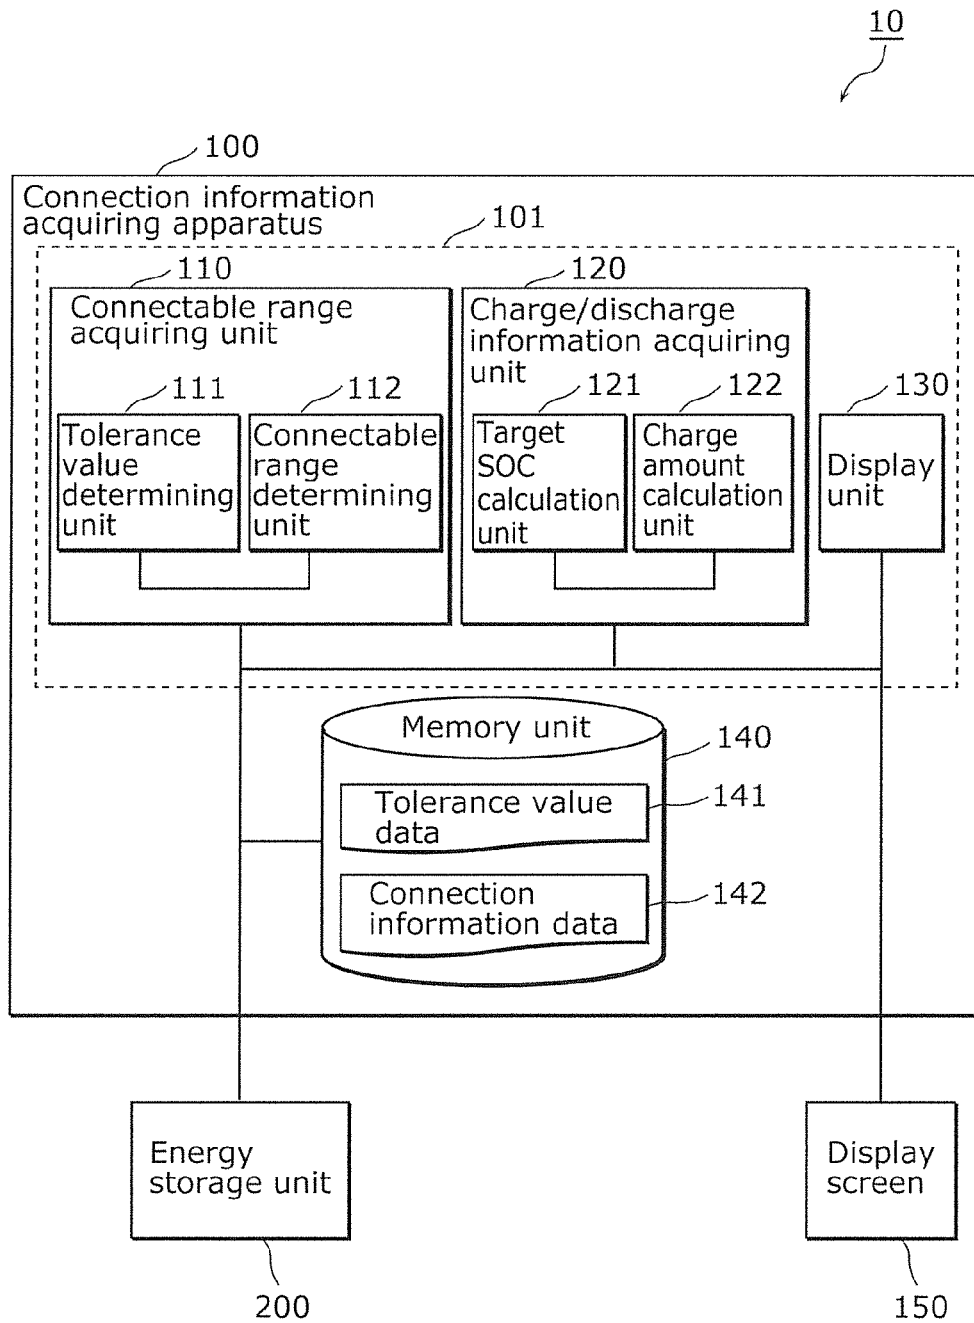 10
100
Connection information
acquiring apparatus
101
110
Connectable range
acquiring unit
120
Charge/discharge
information acquiring
unit
111
Tolerance
value
determining
unit
112
Connectable
range
determining
unit
121
Target
SOC
calculation
unit
122
Charge
amount
calculation
unit
130
Display
unit
Memory unit
140
Tolerance value
data
141
Connection
information data
142
Energy
storage unit
200
Display
screen
150